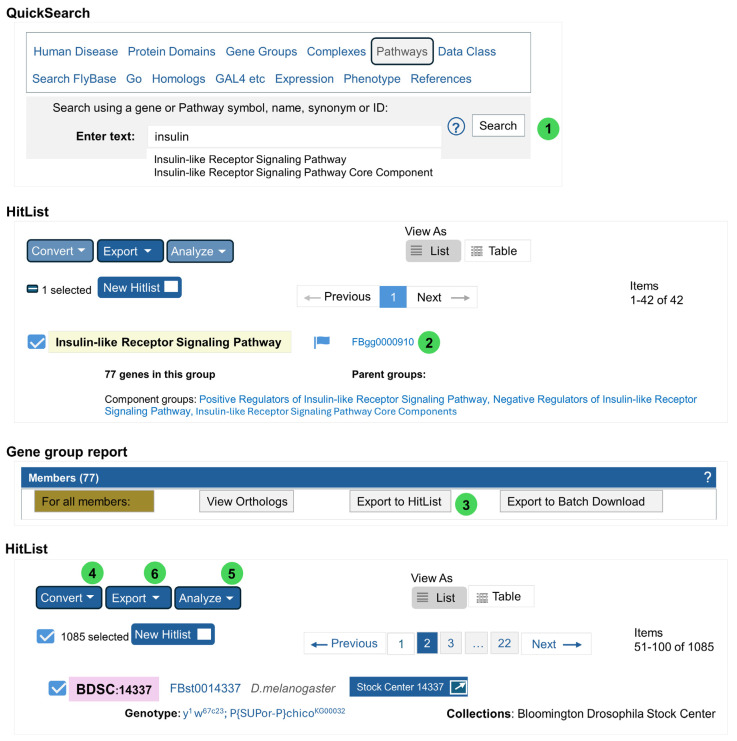 QuickSearch
Human Disease Protein Domains Gene Groups Complexes Pathways Data Class
Search FlyBase Go Homologs GAL4 etc Expression Phenotype References
Search using a gene or Pathway symbol, name, synonym or ID:
Enter text: insulin ? Search 1
Insulin-like Receptor Signaling Pathway
Insulin-like Receptor Signaling Pathway Core Component
HitList
View As
Convert Export Analyze List Table
1 selected New Hitlist Previous 1 Next Items
1-42 of 42
Insulin-like Receptor Signaling Pathway FBgg0000910 2
77 genes in this group Parent groups:
Component groups: Positive Regulators of Insulin-like Receptor Signaling Pathway, Negative Regulators of Insulin-like Receptor
Signaling Pathway, Insulin-like Receptor Signaling Pathway Core Components
Gene group report
Members (77) ?
For all members: View Orthologs Export to HitList 3 Export to Batch Download
HitList
4 6 5
View As
Convert Export Analyze List Table
1085 selected New Hitlist Previous 1 2 3 ... 22 Next Items
51-100 of 1085
BDSC:14337 FBst0014337 D.melanogaster Stock Center 14337
Genotype: y1 w67c23; P{SUPor-P}chicoKG00032 Collections: Bloomington Drosophila Stock Center